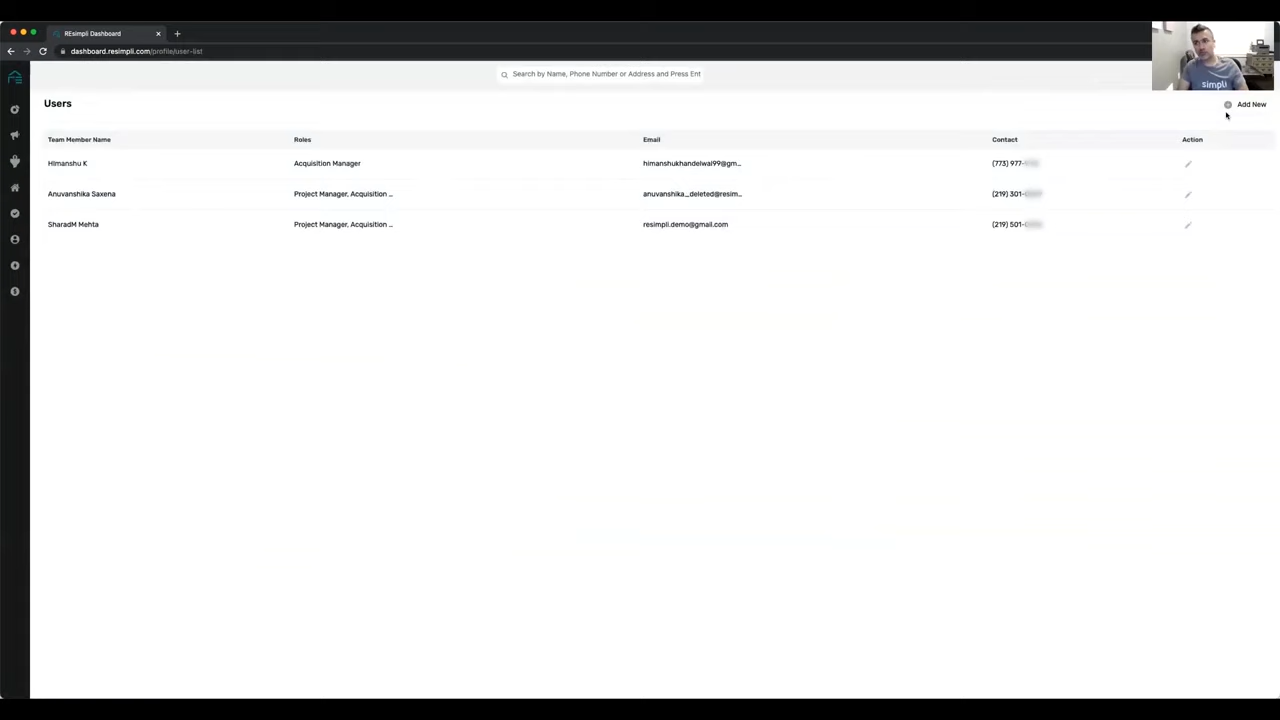 REsimpli Dashboard
dashboard.resimpli.com/profile/user-list
Search by Name, Phone Number or Address and Press Ent
simpli
Users
Add New
Team Member Name Roles Email Contact Action
HImanshu K Acquisition Manager himanshukhandelwal99@gm... (773) 977-
Anuvanshika Saxena Project Manager, Acquisition ... anuvanshika_deleted@resim... (219) 301-
SharadM Mehta Project Manager, Acquisition ... resimpli.demo@gmail.com (219) 501-